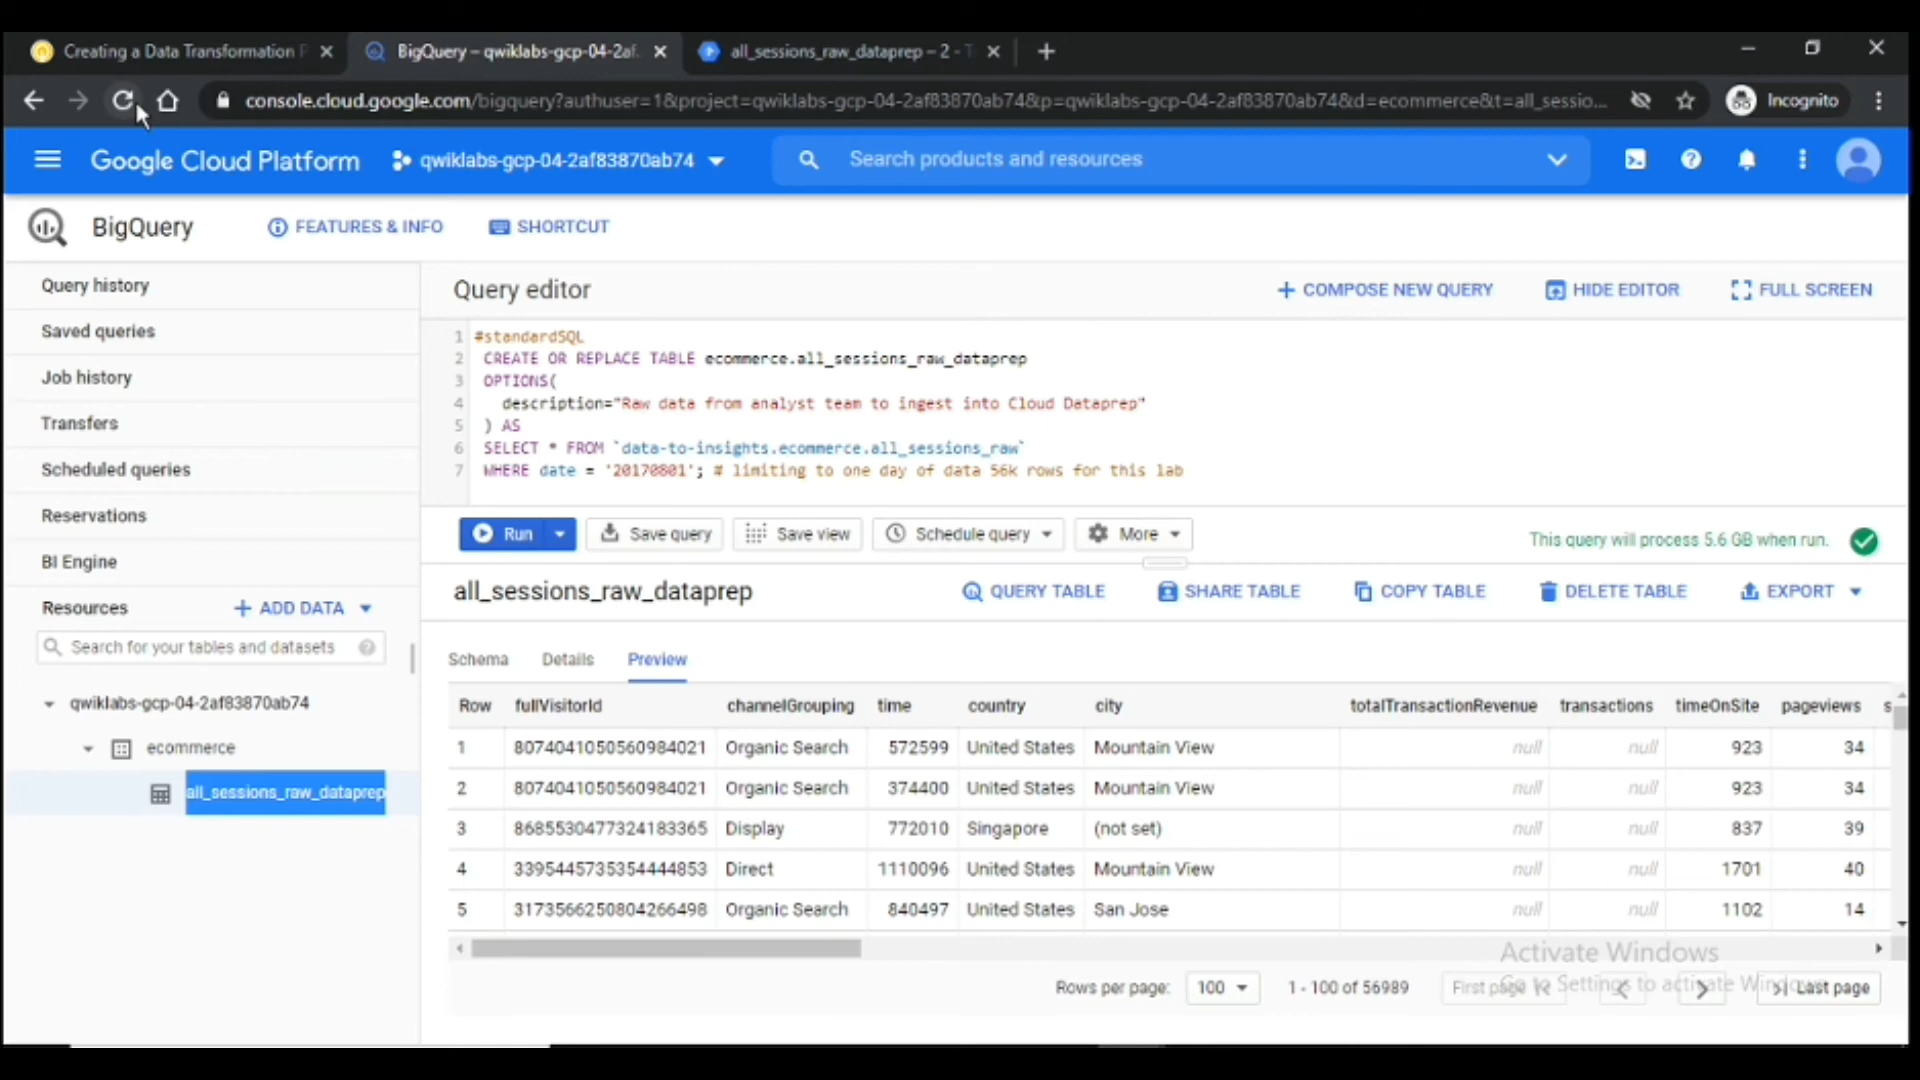 Creating a Data Transformation P
BigQuery – qwiklabs-gcp-04-2af.
all_sessions_raw_dataprep – 2 - T
console.cloud.google.com/bigquery?authuser=1&project=qwiklabs-gcp-04-2af83870ab74&p=qwiklabs-gcp-04-2af83870ab74&d=ecommerce&t=all_sessio...
Incognito
Google Cloud Platform
qwiklabs-gcp-04-2af83870ab74
Search products and resources
BigQuery
FEATURES & INFO
SHORTCUT
Query history
Saved queries
Job history
Transfers
Scheduled queries
Reservations
BI Engine
Resources
+ ADD DATA
Search for your tables and datasets
qwiklabs-gcp-04-2af83870ab74
ecommerce
all_sessions_raw_dataprep
Query editor
+ COMPOSE NEW QUERY
HIDE EDITOR
FULL SCREEN
1 #standardSQL
2 CREATE OR REPLACE TABLE ecommerce.all_sessions_raw_dataprep
3 OPTIONS(
4 description="Raw data from analyst team to ingest into Cloud Dataprep"
5 ) AS
6 SELECT * FROM `data-to-insights.ecommerce.all_sessions_raw`
7 WHERE date = '20170801'; # limiting to one day of data 56k rows for this lab
Run
Save query
Save view
Schedule query
More
This query will process 5.6 GB when run.
all_sessions_raw_dataprep
QUERY TABLE
SHARE TABLE
COPY TABLE
DELETE TABLE
EXPORT
Schema Details Preview
Row fullVisitorId channelGrouping time country city totalTransactionRevenue transactions timeOnSite pageviews s
1 8074041050560984021 Organic Search 572599 United States Mountain View null null 923 34
2 8074041050560984021 Organic Search 374400 United States Mountain View null null 923 34
3 8685530477324183365 Display 772010 Singapore (not set) null null 837 39
4 3395445735354444853 Direct 1110096 United States Mountain View null null 1701 40
5 3173566250804266498 Organic Search 840497 United States San Jose null null 1102 14
Activate Windows
Go to Settings to activate Windows.
Rows per page: 100 1 - 100 of 56989 First page Last page